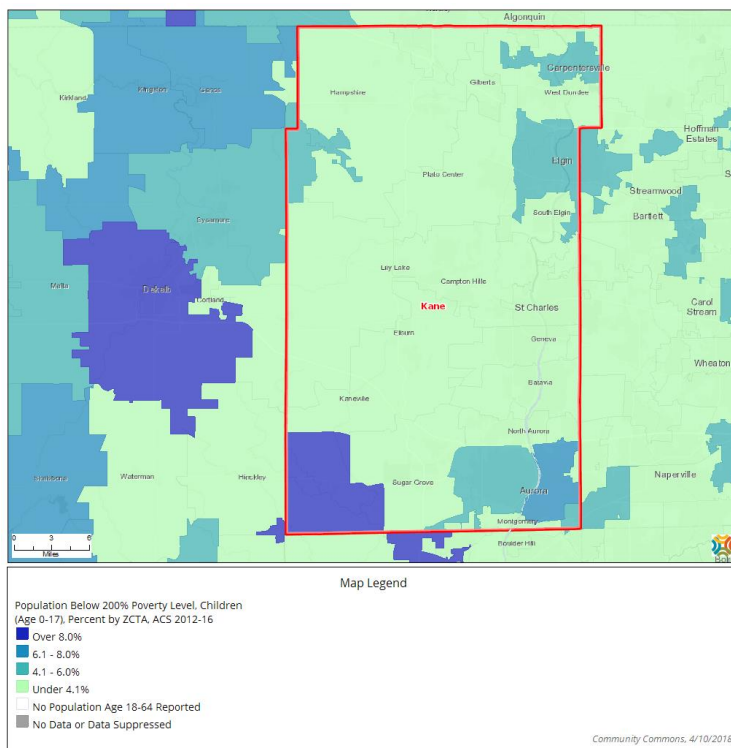 Algonquin
Carpentersville
Gilberts
Kingston
Genoa
Kirkland
Hampshire
West Dundee
Hoffman
Estates
Elgin
Plato Center
Streamwood
South Elgin
Bartlett
Sycamore
Lily Lake
Campton Hills
Malta
Dekalb
Cortland
Kane
St Charles
Carol
Stream
Elburn
Geneva
Wheaton
Batavia
Kaneville
North Aurora
Naperville
Waterman
Hinckley
Sugar Grove
Aurora
Montgomery
Boulder Hill
0 3 6
Miles
Map Legend
Population Below 200% Poverty Level, Children
(Age 0-17), Percent by ZCTA, ACS 2012-16
Over 8.0%
6.1 - 8.0%
4.1 - 6.0%
Under 4.1%
No Population Age 18-64 Reported
No Data or Data Suppressed
Community Commons, 4/10/2018